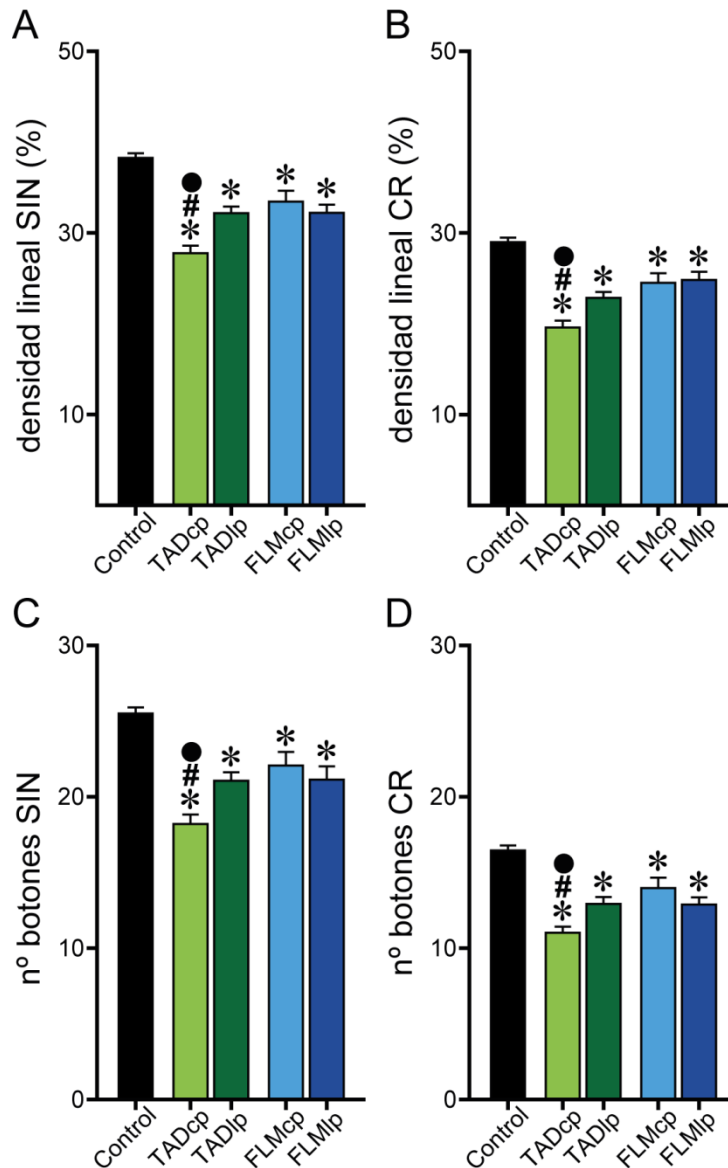 A
densidad lineal SIN (%)
50
30
10
●
#
*
*
*
*
Control
TADcp
TADlp
FLMcp
FLMlp
B
densidad lineal CR (%)
50
30
10
●
#
*
*
*
*
Control
TADcp
TADlp
FLMcp
FLMlp
C
nº botones SIN
30
20
10
0
●
#
*
*
*
*
Control
TADcp
TADlp
FLMcp
FLMlp
D
nº botones CR
30
20
10
0
●
#
*
*
*
*
Control
TADcp
TADlp
FLMcp
FLMlp